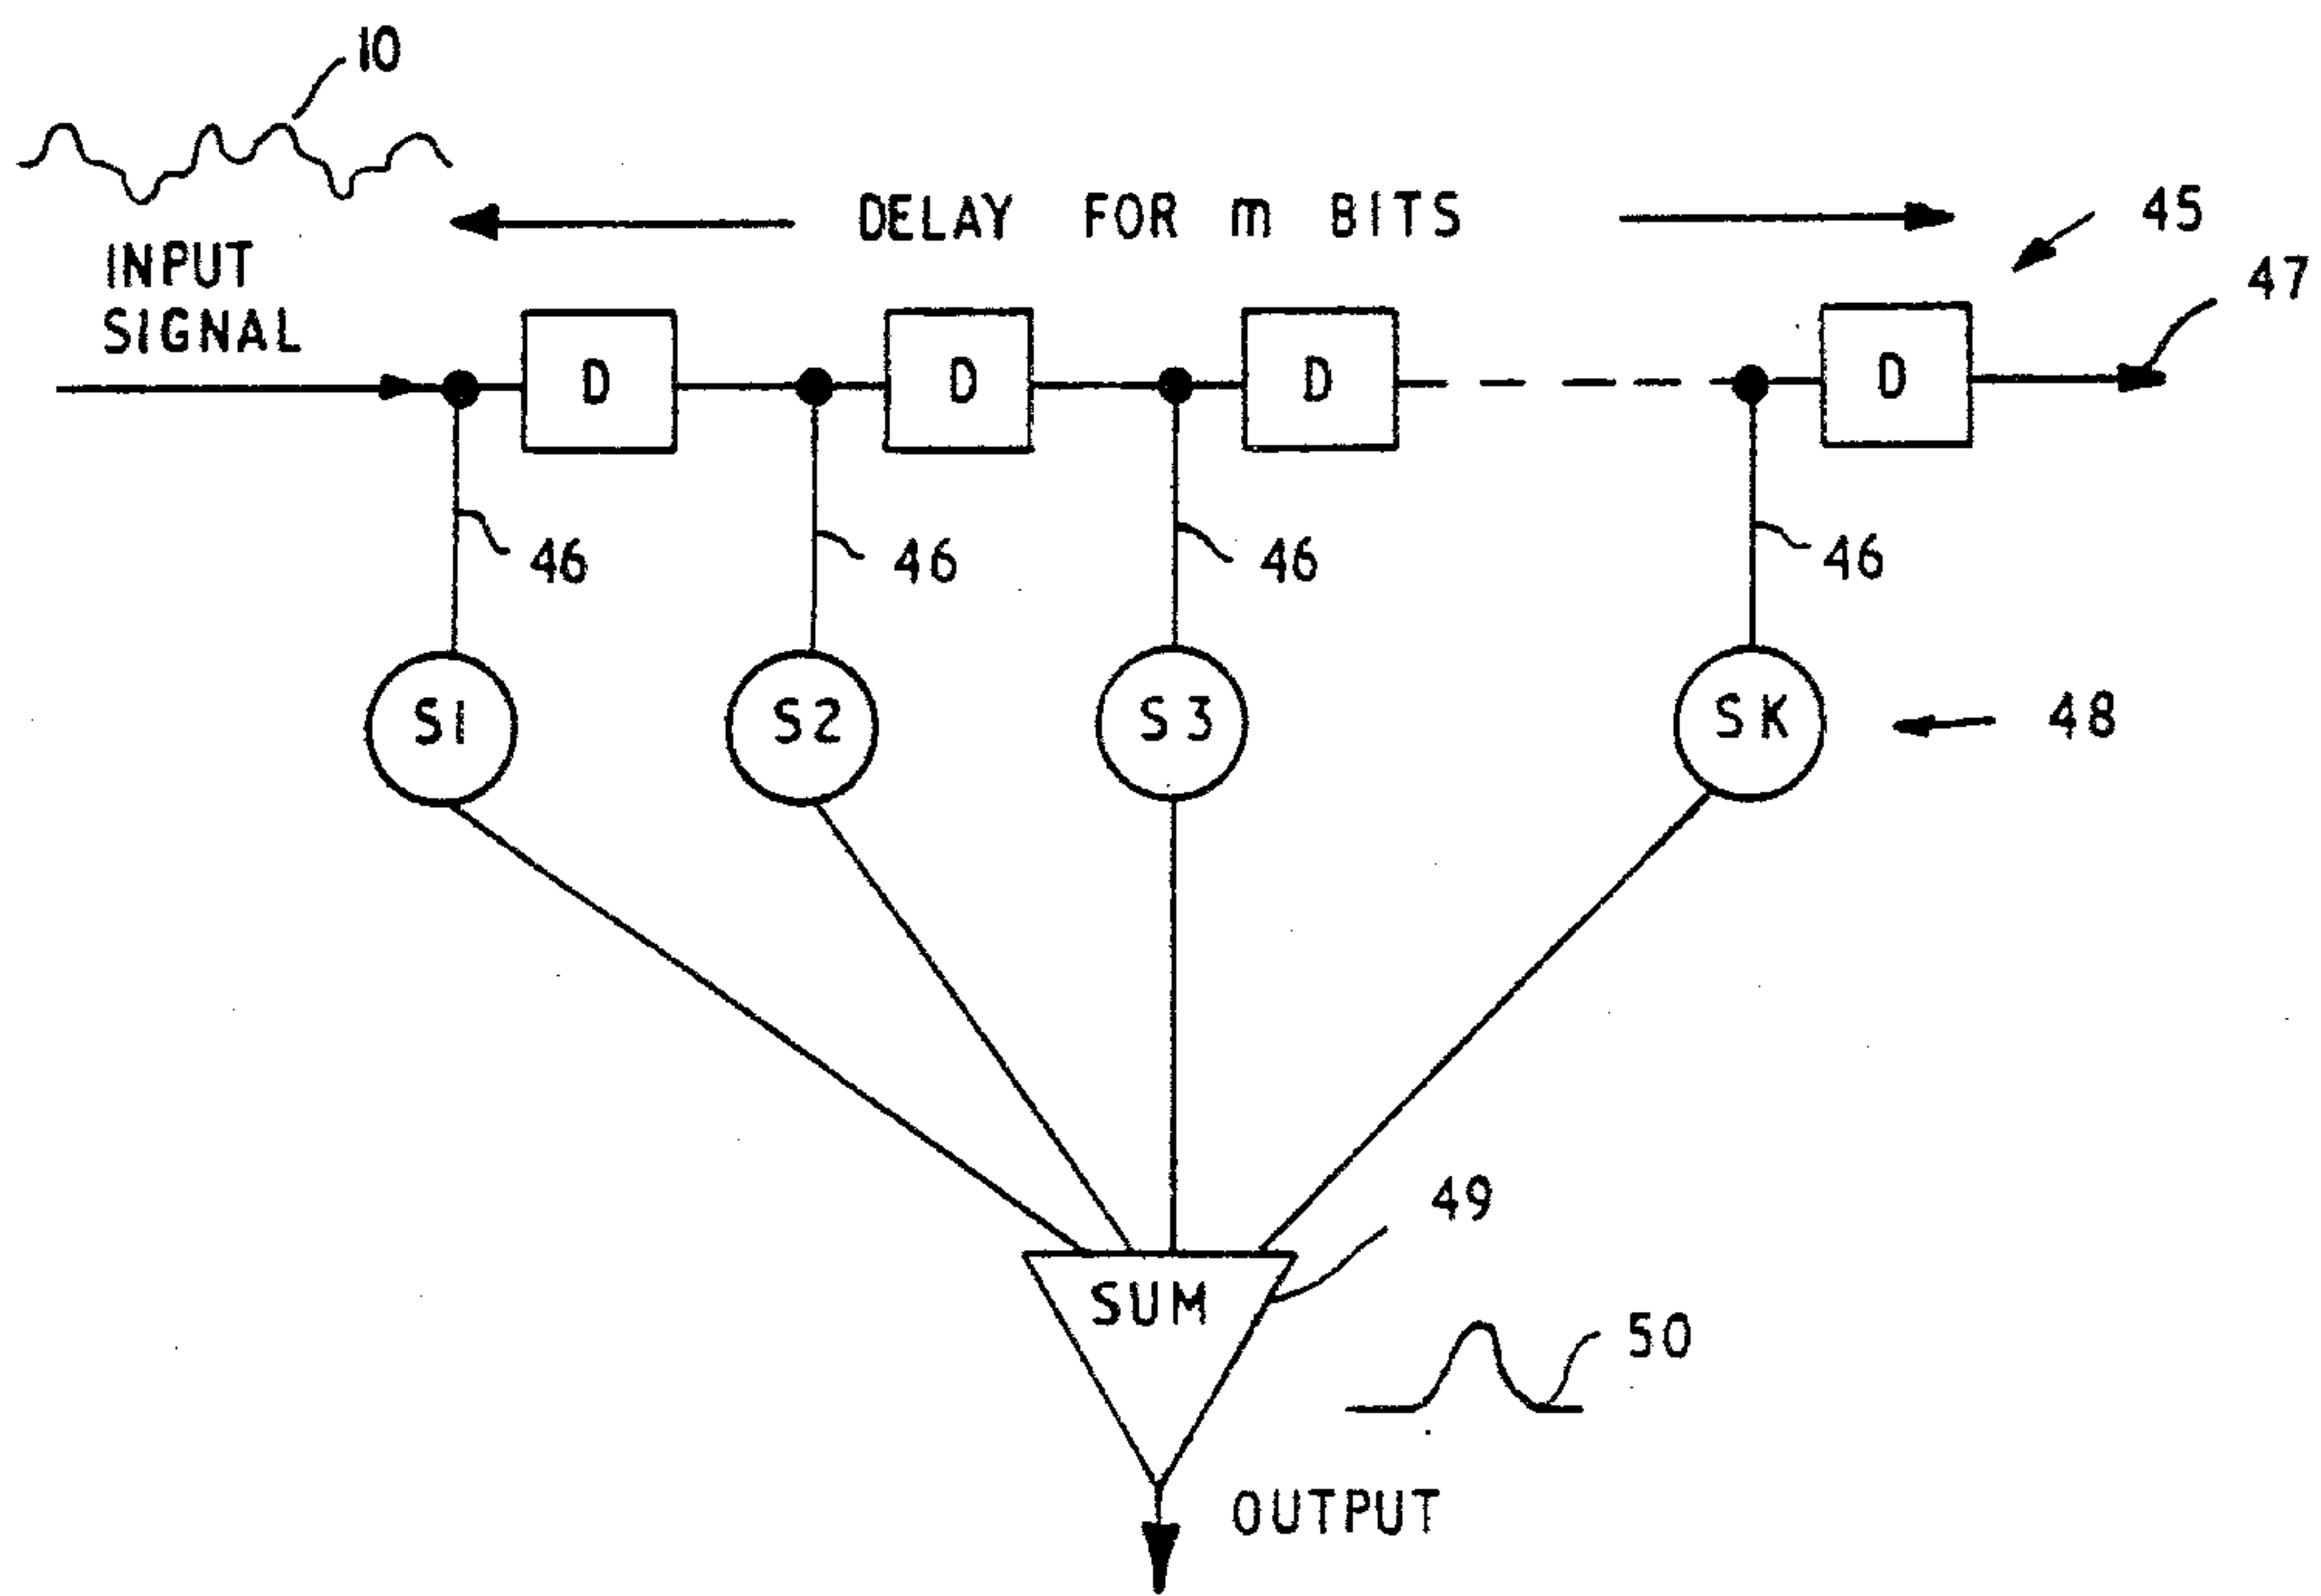 10
DELAY FOR m BITS
45
47
INPUT
SIGNAL
D D D D
46 46 46 46
S1 S2 S3 SK
48
49
SUM
50
OUTPUT